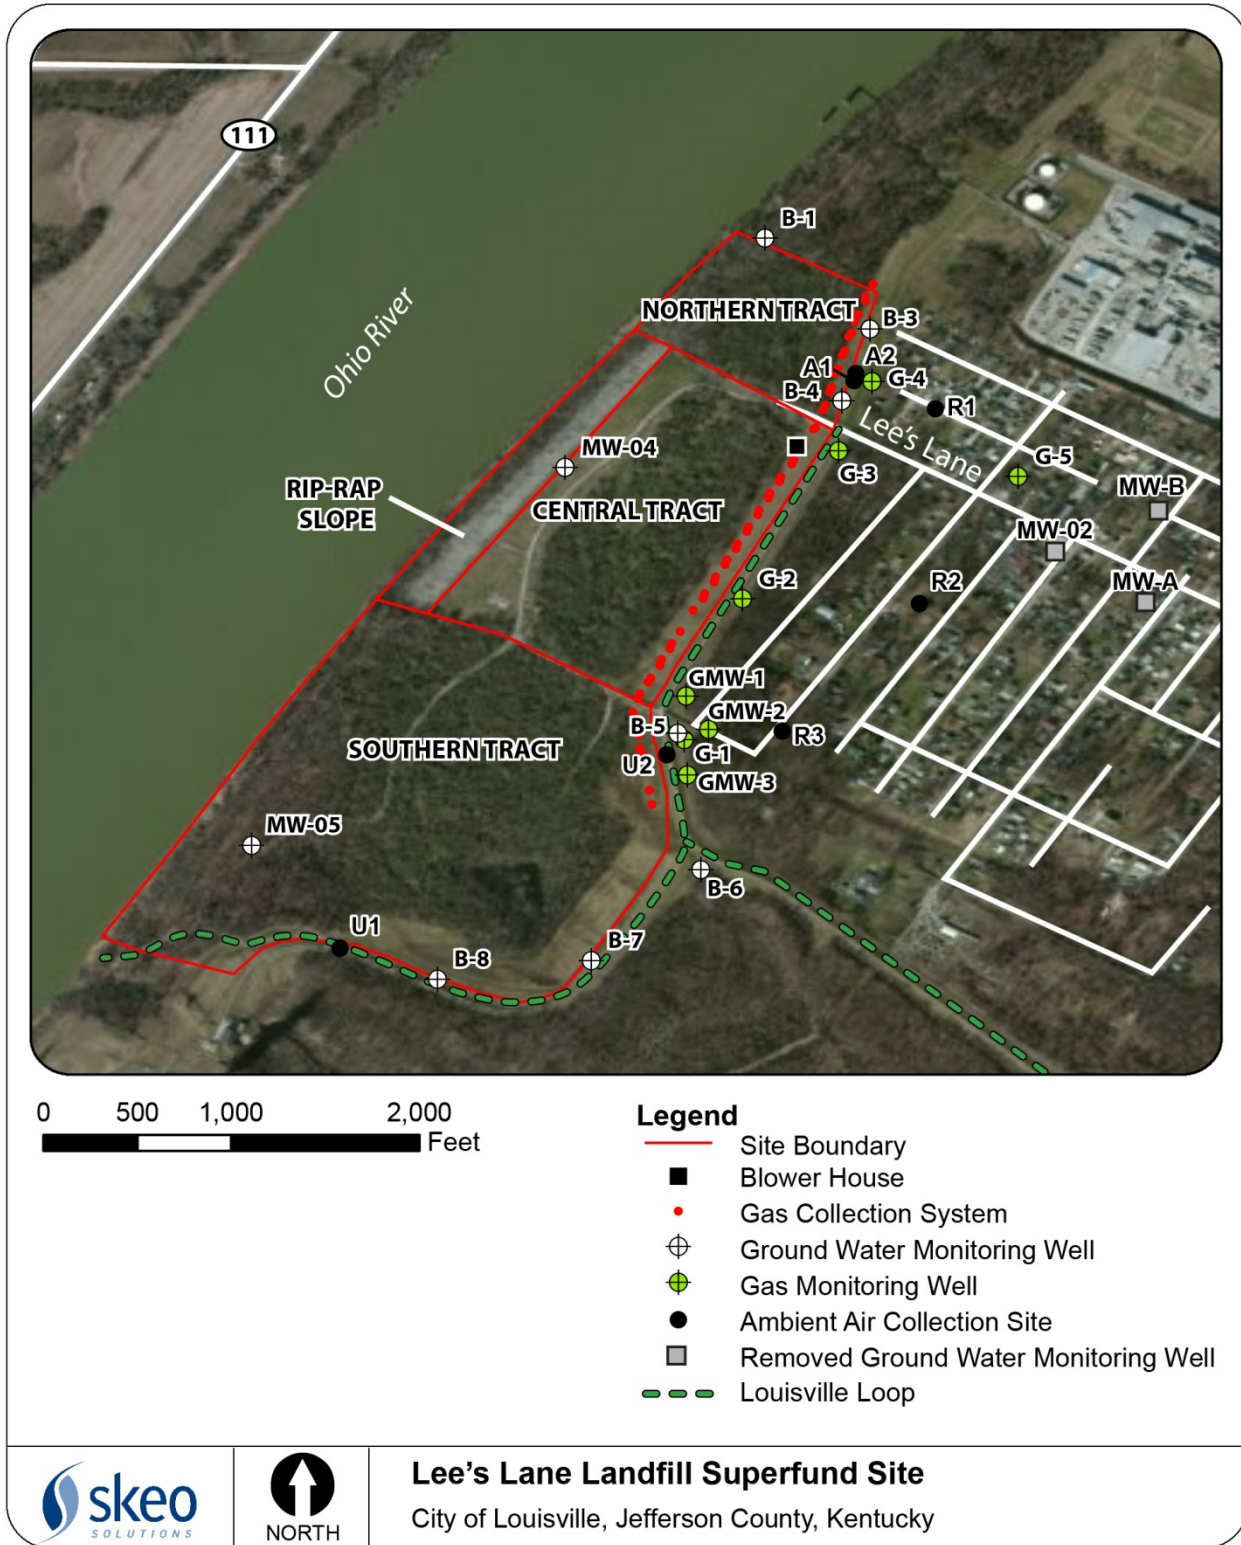 111
B-1
NORTHERN TRACT
B-3
A1
A2
G-4
B-4
R1
Ohio River
Lee's Lane
G-3
G-5
MW-04
MW-B
RIP-RAP
SLOPE
CENTRAL TRACT
MW-02
G-2
R2
MW-A
GMW-1
GMW-2
B-5
R3
SOUTHERN TRACT
G-1
U2
GMW-3
MW-05
B-6
U1
B-7
B-8
0 500 1,000 2,000
Feet
Legend
Site Boundary
Blower House
Gas Collection System
Ground Water Monitoring Well
Gas Monitoring Well
Ambient Air Collection Site
Removed Ground Water Monitoring Well
Louisville Loop
skeo
SOLUTIONS
NORTH
Lee's Lane Landfill Superfund Site
City of Louisville, Jefferson County, Kentucky